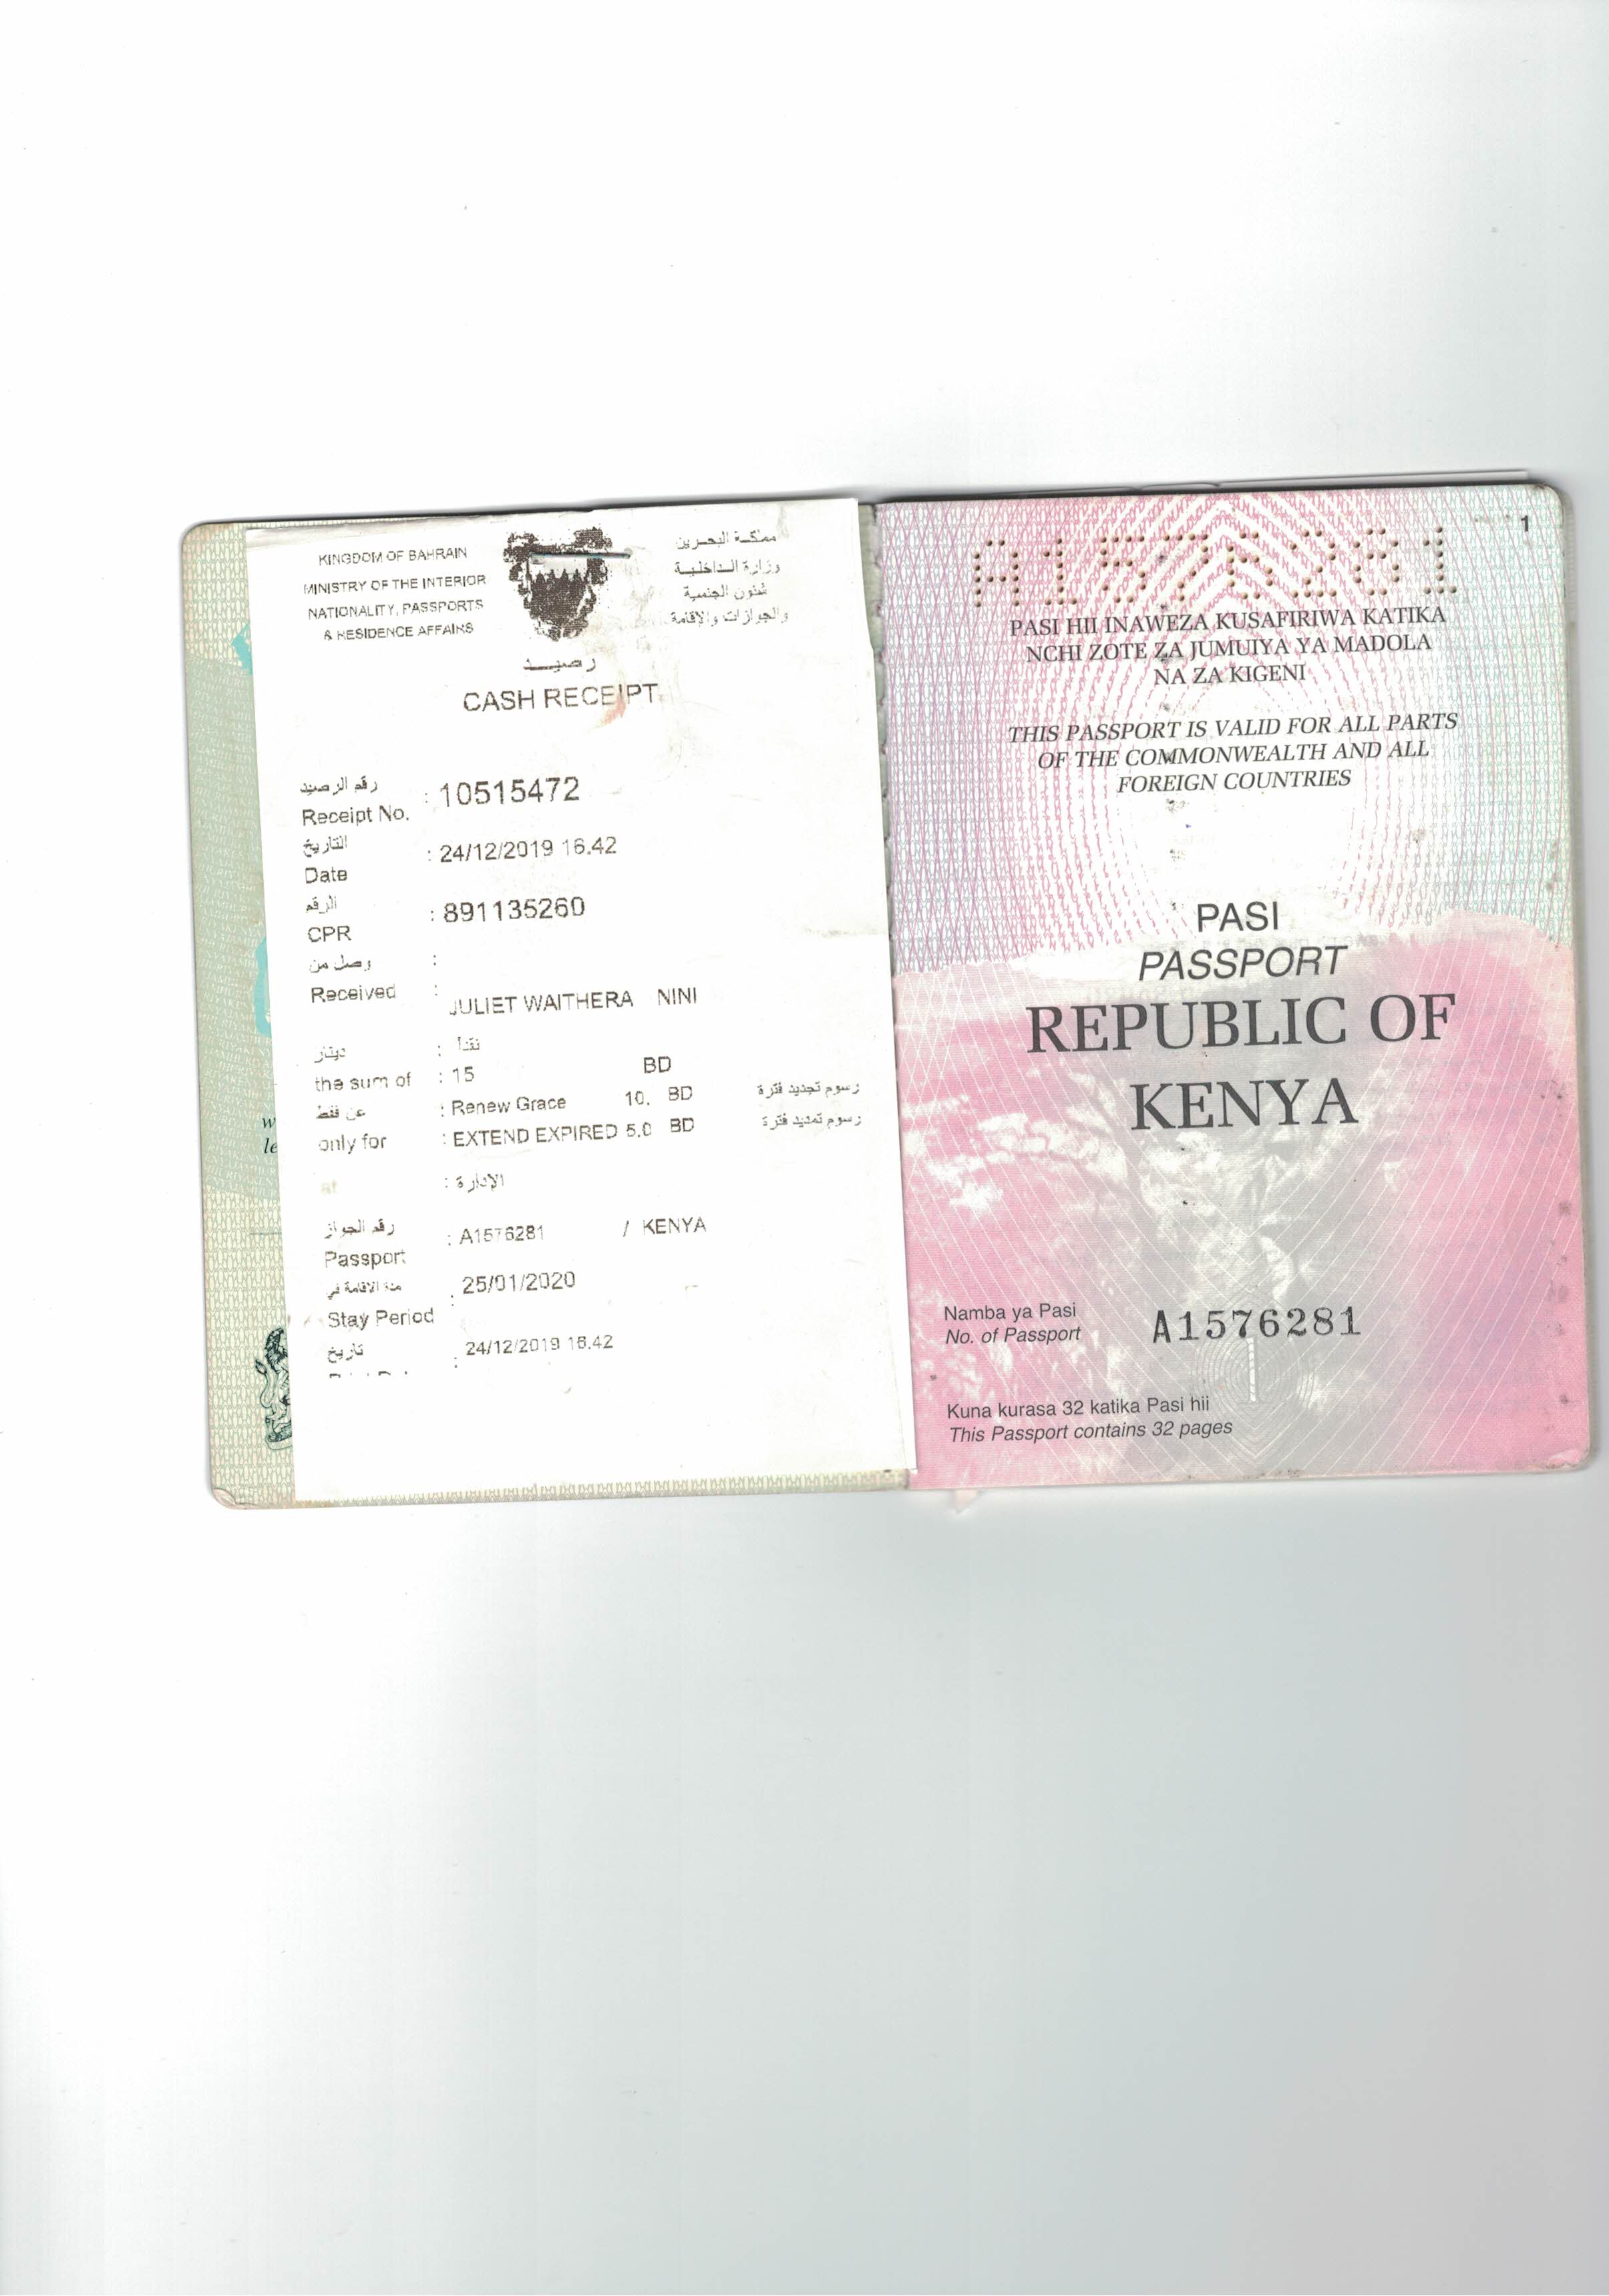 KINGDOM OF BAHRAIN
MINISTRY OF THE INTERIOR
NATIONALITY, PASSPORTS
& RESIDENCE AFFAIRS
مملكـــة البحـــرين
وزارة الـــداخليـــة
شئون الجنسية
والجوازات والإقامة
رصيـــد
CASH RECEIPT
رقم الرصيد
Receipt No. : 10515472
التاريخ
Date : 24/12/2019 16.42
الرقم
CPR : 891135260
وصل من :
Received : JULIET WAITHERA NINI
دينار : نقدا
the sum of : 15 BD
عن فقط : Renew Grace 10. BD رسوم تجديد فترة
only for : EXTEND EXPIRED 5.0 BD رسوم تمديد فترة
at : الإدارة
رقم الجواز : A1576281 / KENYA
Passport
مدة الاقامة في : 25/01/2020
Stay Period
تاريخ : 24/12/2019 16.42
w
le
1
A1576281
PASI HII INAWEZA KUSAFIRIWA KATIKA
NCHI ZOTE ZA JUMUIYA YA MADOLA
NA ZA KIGENI
THIS PASSPORT IS VALID FOR ALL PARTS
OF THE COMMONWEALTH AND ALL
FOREIGN COUNTRIES
PASI
PASSPORT
REPUBLIC OF
KENYA
Namba ya Pasi
No. of Passport A1576281
Kuna kurasa 32 katika Pasi hii
This Passport contains 32 pages